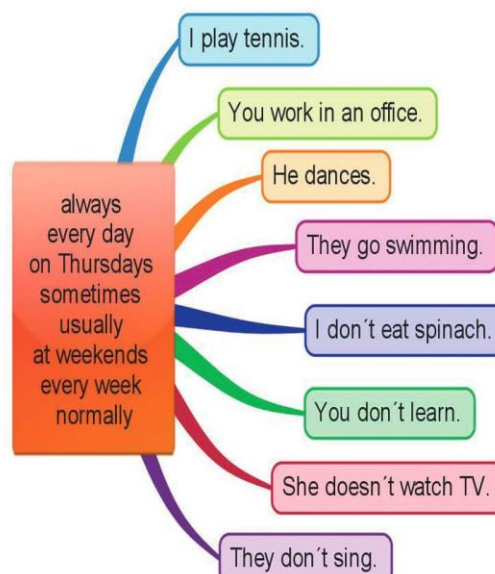 always
every day
on Thursdays
sometimes
usually
at weekends
every week
normally
I play tennis.
You work in an office.
He dances.
They go swimming.
I don´t eat spinach.
You don´t learn.
She doesn´t watch TV.
They don´t sing.